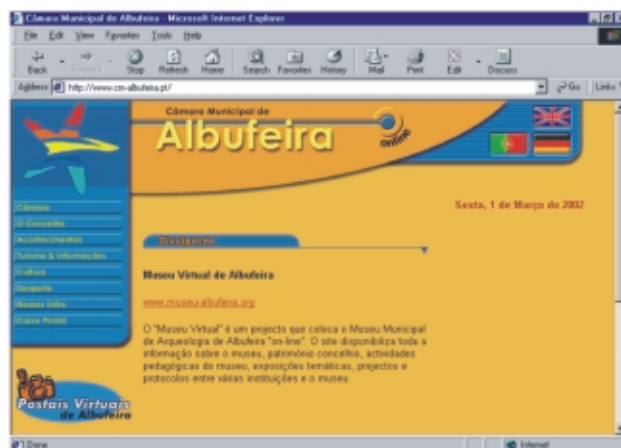 Câmara Municipal de Albufeira - Microsoft Internet Explorer
File Edit View Favorites Tools Help
Back Forward Stop Refresh Home Search Favorites History Mail Print Edit Discuss
Address http://www.cm-albufeira.pt/ Go Links
Câmara Municipal de
Albufeira
online
Sexta, 1 de Março de 2002
Câmara
O Concelho
Acontecimentos
Turismo & Informações
Cultura
Desporto
Nossos Links
Caixa Postal
Divulgação
Museu Virtual de Albufeira
www.museu-albufeira.org
O "Museu Virtual" é um projecto que coloca o Museu Municipal
de Arqueologia de Albufeira "on-line". O site disponibiliza toda a
informação sobre o museu, património concelhio, actividades
pedagógicas do museu, exposições temáticas, projectos e
protocolos entre várias instituições e o museu.
Postais Virtuais
de Albufeira
Done Internet